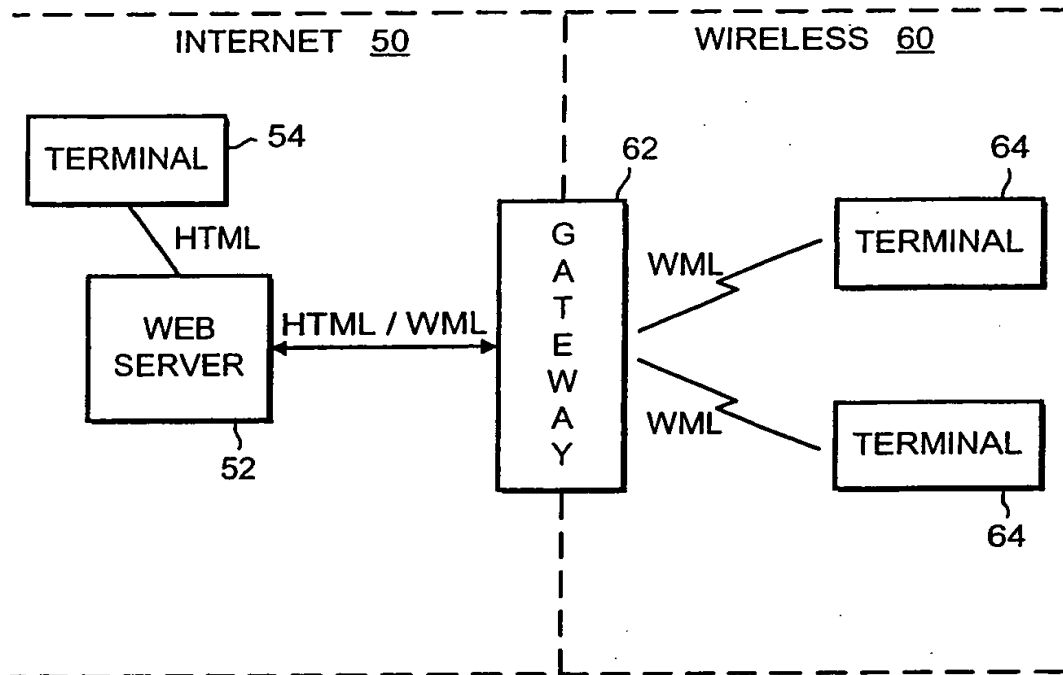 INTERNET 50
WIRELESS 60
TERMINAL
54
HTML
WEB
SERVER
52
HTML / WML
62
GATEWAY
WML
WML
64
TERMINAL
TERMINAL
64